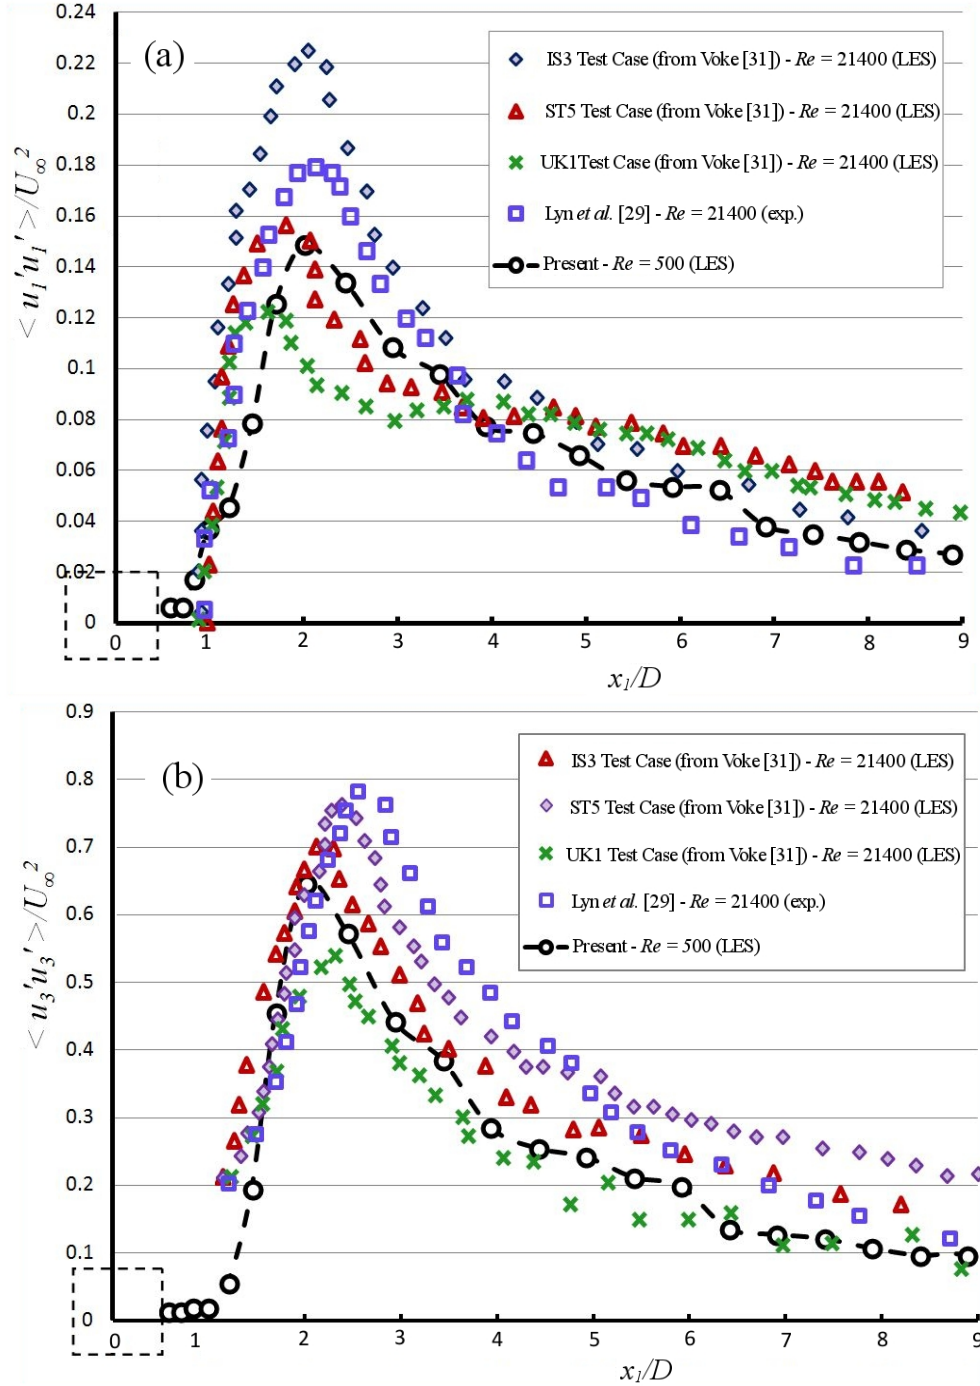 0.24
(a)
0.22
0.2
0.18
0.16
0.14
0.12
0.1
0.08
0.06
0.04
0.02
0
< u1'u1' >/U∞²
IS3 Test Case (from Voke [31]) - Re = 21400 (LES)
ST5 Test Case (from Voke [31]) - Re = 21400 (LES)
UK1Test Case (from Voke [31]) - Re = 21400 (LES)
Lyn et al. [29] - Re = 21400 (exp.)
Present - Re = 500 (LES)
0 1 2 3 4 5 6 7 8 9
x1/D
0.9
(b)
0.8
0.7
0.6
0.5
0.4
0.3
0.2
0.1
0
< u3'u3' >/U∞²
IS3 Test Case (from Voke [31]) - Re = 21400 (LES)
ST5 Test Case (from Voke [31]) - Re = 21400 (LES)
UK1 Test Case (from Voke [31]) - Re = 21400 (LES)
Lyn et al. [29] - Re = 21400 (exp.)
Present - Re = 500 (LES)
0 1 2 3 4 5 6 7 8 9
x1/D